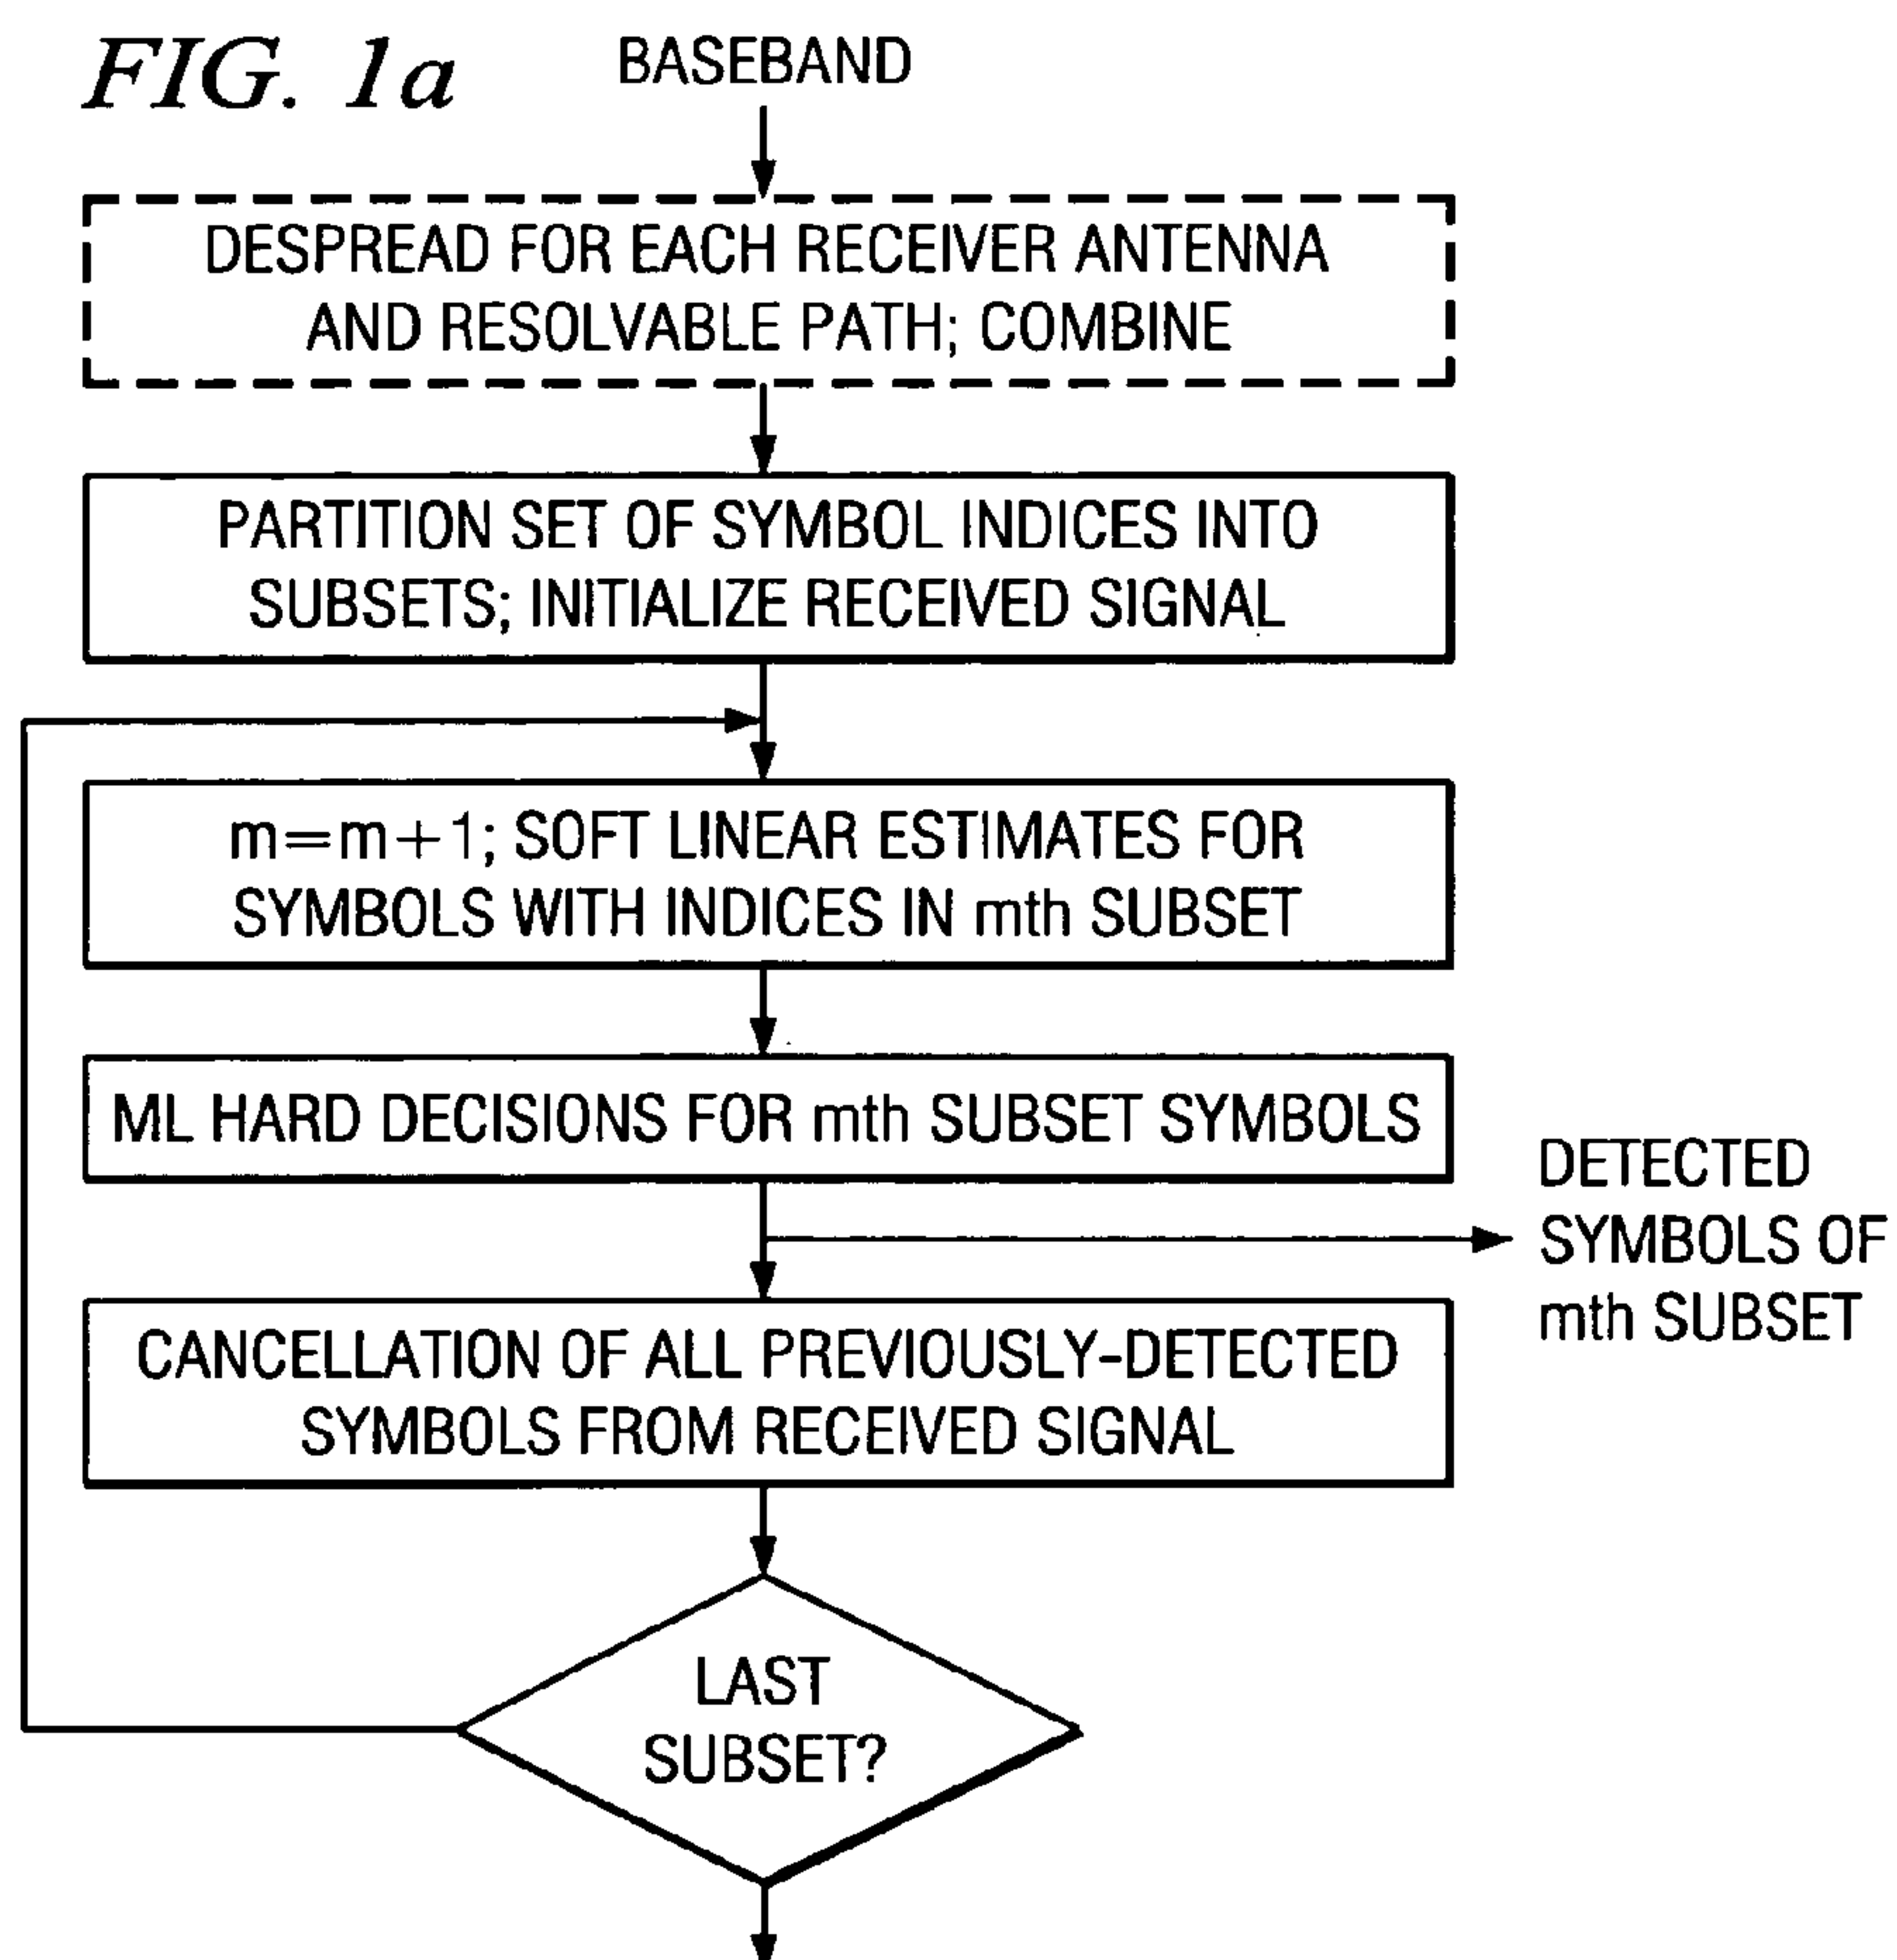 FIG. 1a
BASEBAND
DESPREAD FOR EACH RECEIVER ANTENNA
AND RESOLVABLE PATH; COMBINE
PARTITION SET OF SYMBOL INDICES INTO
SUBSETS; INITIALIZE RECEIVED SIGNAL
m=m+1; SOFT LINEAR ESTIMATES FOR
SYMBOLS WITH INDICES IN mth SUBSET
ML HARD DECISIONS FOR mth SUBSET SYMBOLS
DETECTED
SYMBOLS OF
mth SUBSET
CANCELLATION OF ALL PREVIOUSLY-DETECTED
SYMBOLS FROM RECEIVED SIGNAL
LAST
SUBSET?